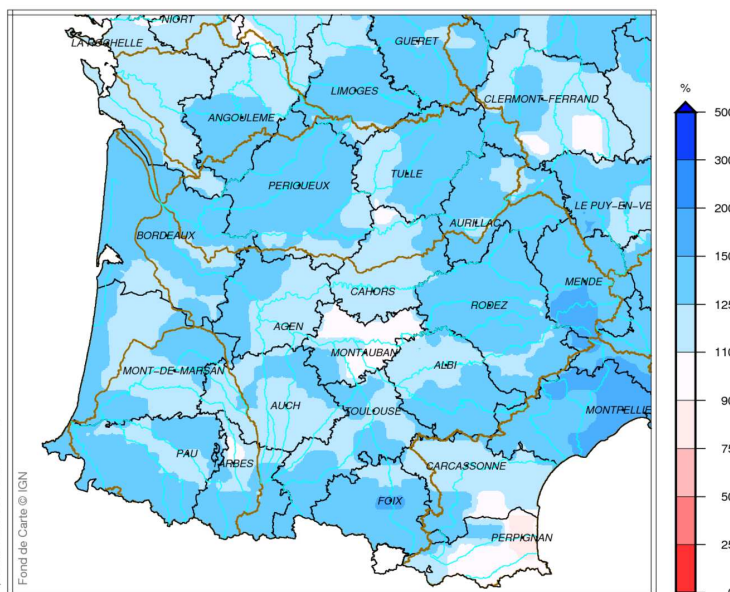 NIORT
LA ROCHELLE
GUERET
%
LIMOGES
CLERMONT-FERRAND
500
ANGOULEME
300
TULLE
PERIGUEUX
LE PUY-EN-VE
200
AURILLAC
BORDEAUX
150
MENDE
CAHORS
RODEZ
125
AGEN
MONTAUBAN
110
ALBI
MONT-DE-MARSAN
AUCH
TOULOUSE
MONTPELLIE
90
PAU
TARBES
CARCASSONNE
75
FOIX
50
PERPIGNAN
25
Fond de Carte © IGN